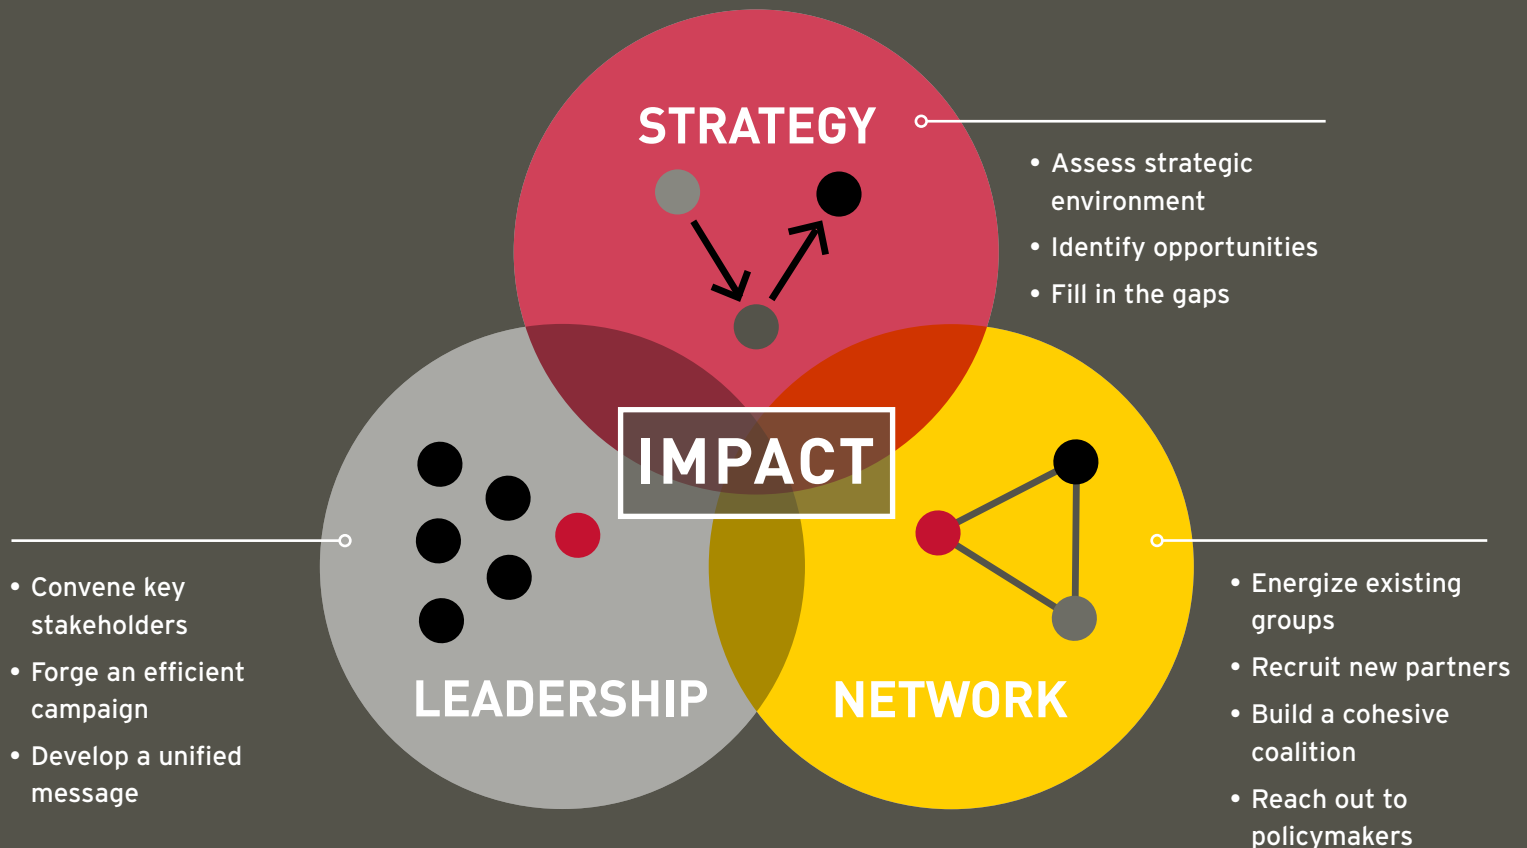 STRATEGY
• Assess strategic
environment
• Identify opportunities
• Fill in the gaps
IMPACT
LEADERSHIP
• Convene key
stakeholders
• Forge an efficient
campaign
• Develop a unified
message
NETWORK
• Energize existing
groups
• Recruit new partners
• Build a cohesive
coalition
• Reach out to
policymakers